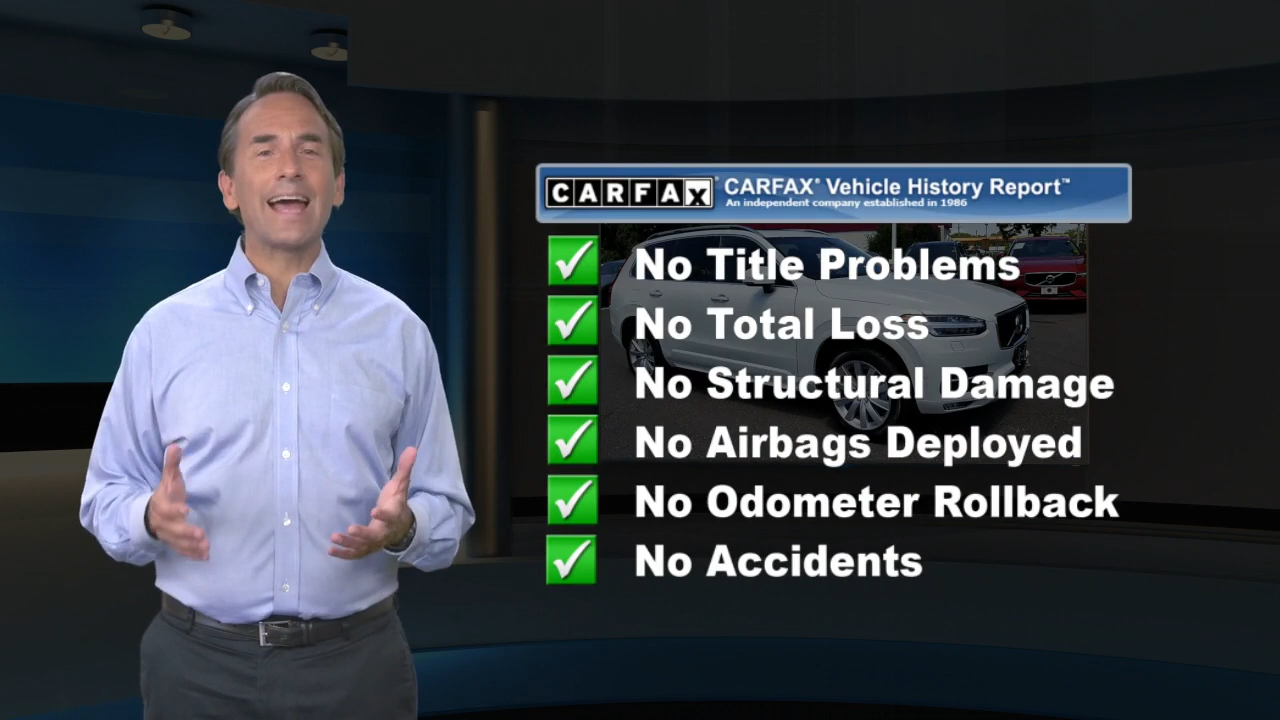 CARFAX® CARFAX® Vehicle History Report™
An independent company established in 1986
No Title Problems
No Total Loss
No Structural Damage
No Airbags Deployed
No Odometer Rollback
No Accidents